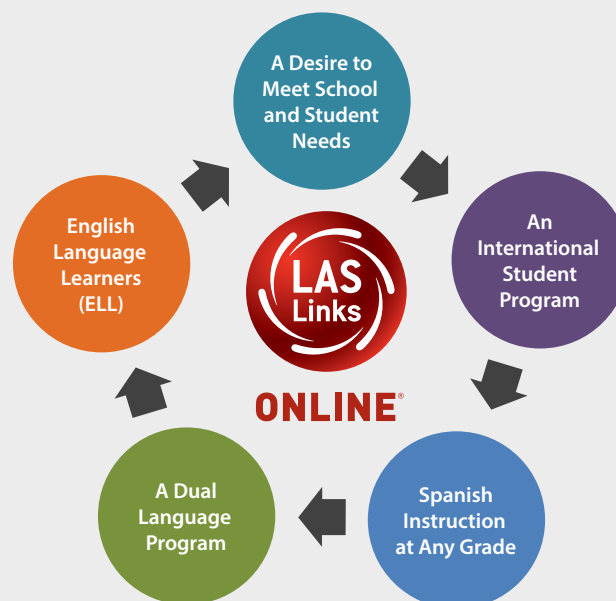 A Desire to
Meet School
and Student
Needs
An
International
Student
Program
Spanish
Instruction
at Any Grade
A Dual
Language
Program
English
Language
Learners
(ELL)
LAS
Links
ONLINE®